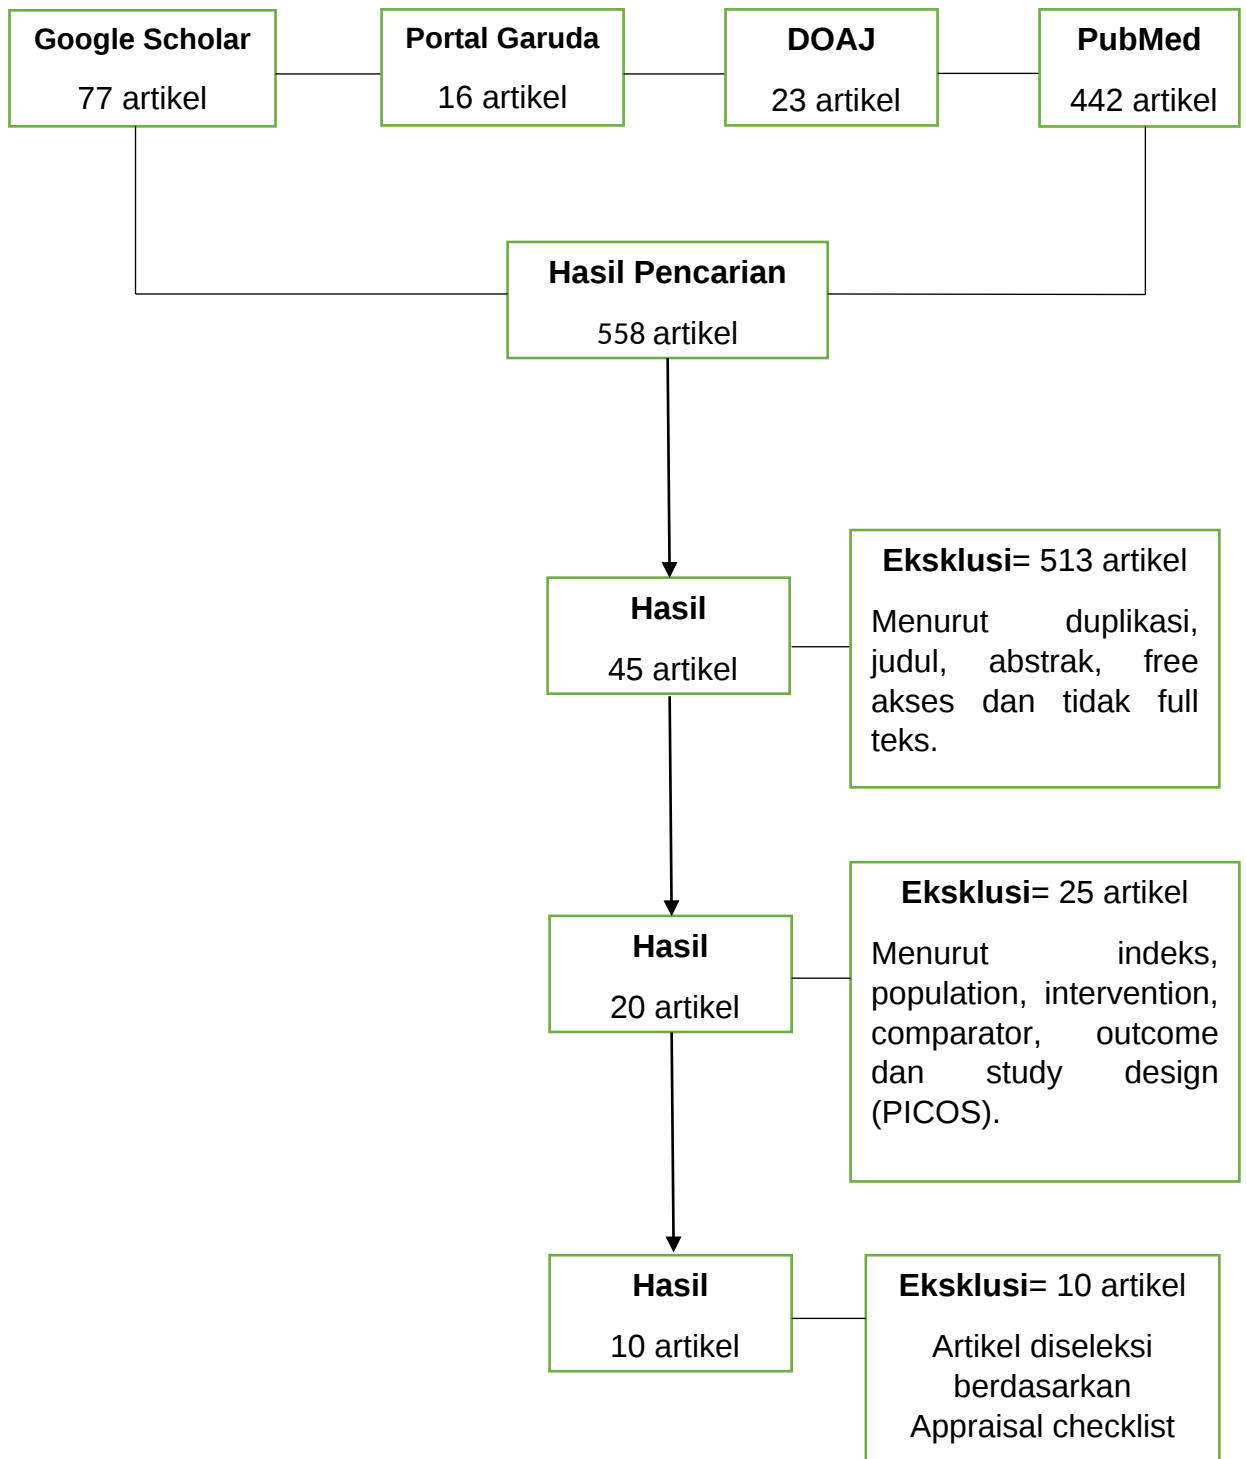 Google Scholar
77 artikel
Portal Garuda
16 artikel
DOAJ
23 artikel
PubMed
442 artikel
Hasil Pencarian
558 artikel
Hasil
45 artikel
Eksklusi= 513 artikel
Menurut duplikasi,
judul, abstrak, free
akses dan tidak full
teks.
Hasil
20 artikel
Eksklusi= 25 artikel
Menurut indeks,
population, intervention,
comparator, outcome
dan study design
(PICOS).
Hasil
10 artikel
Eksklusi= 10 artikel
Artikel diseleksi
berdasarkan
Appraisal checklist